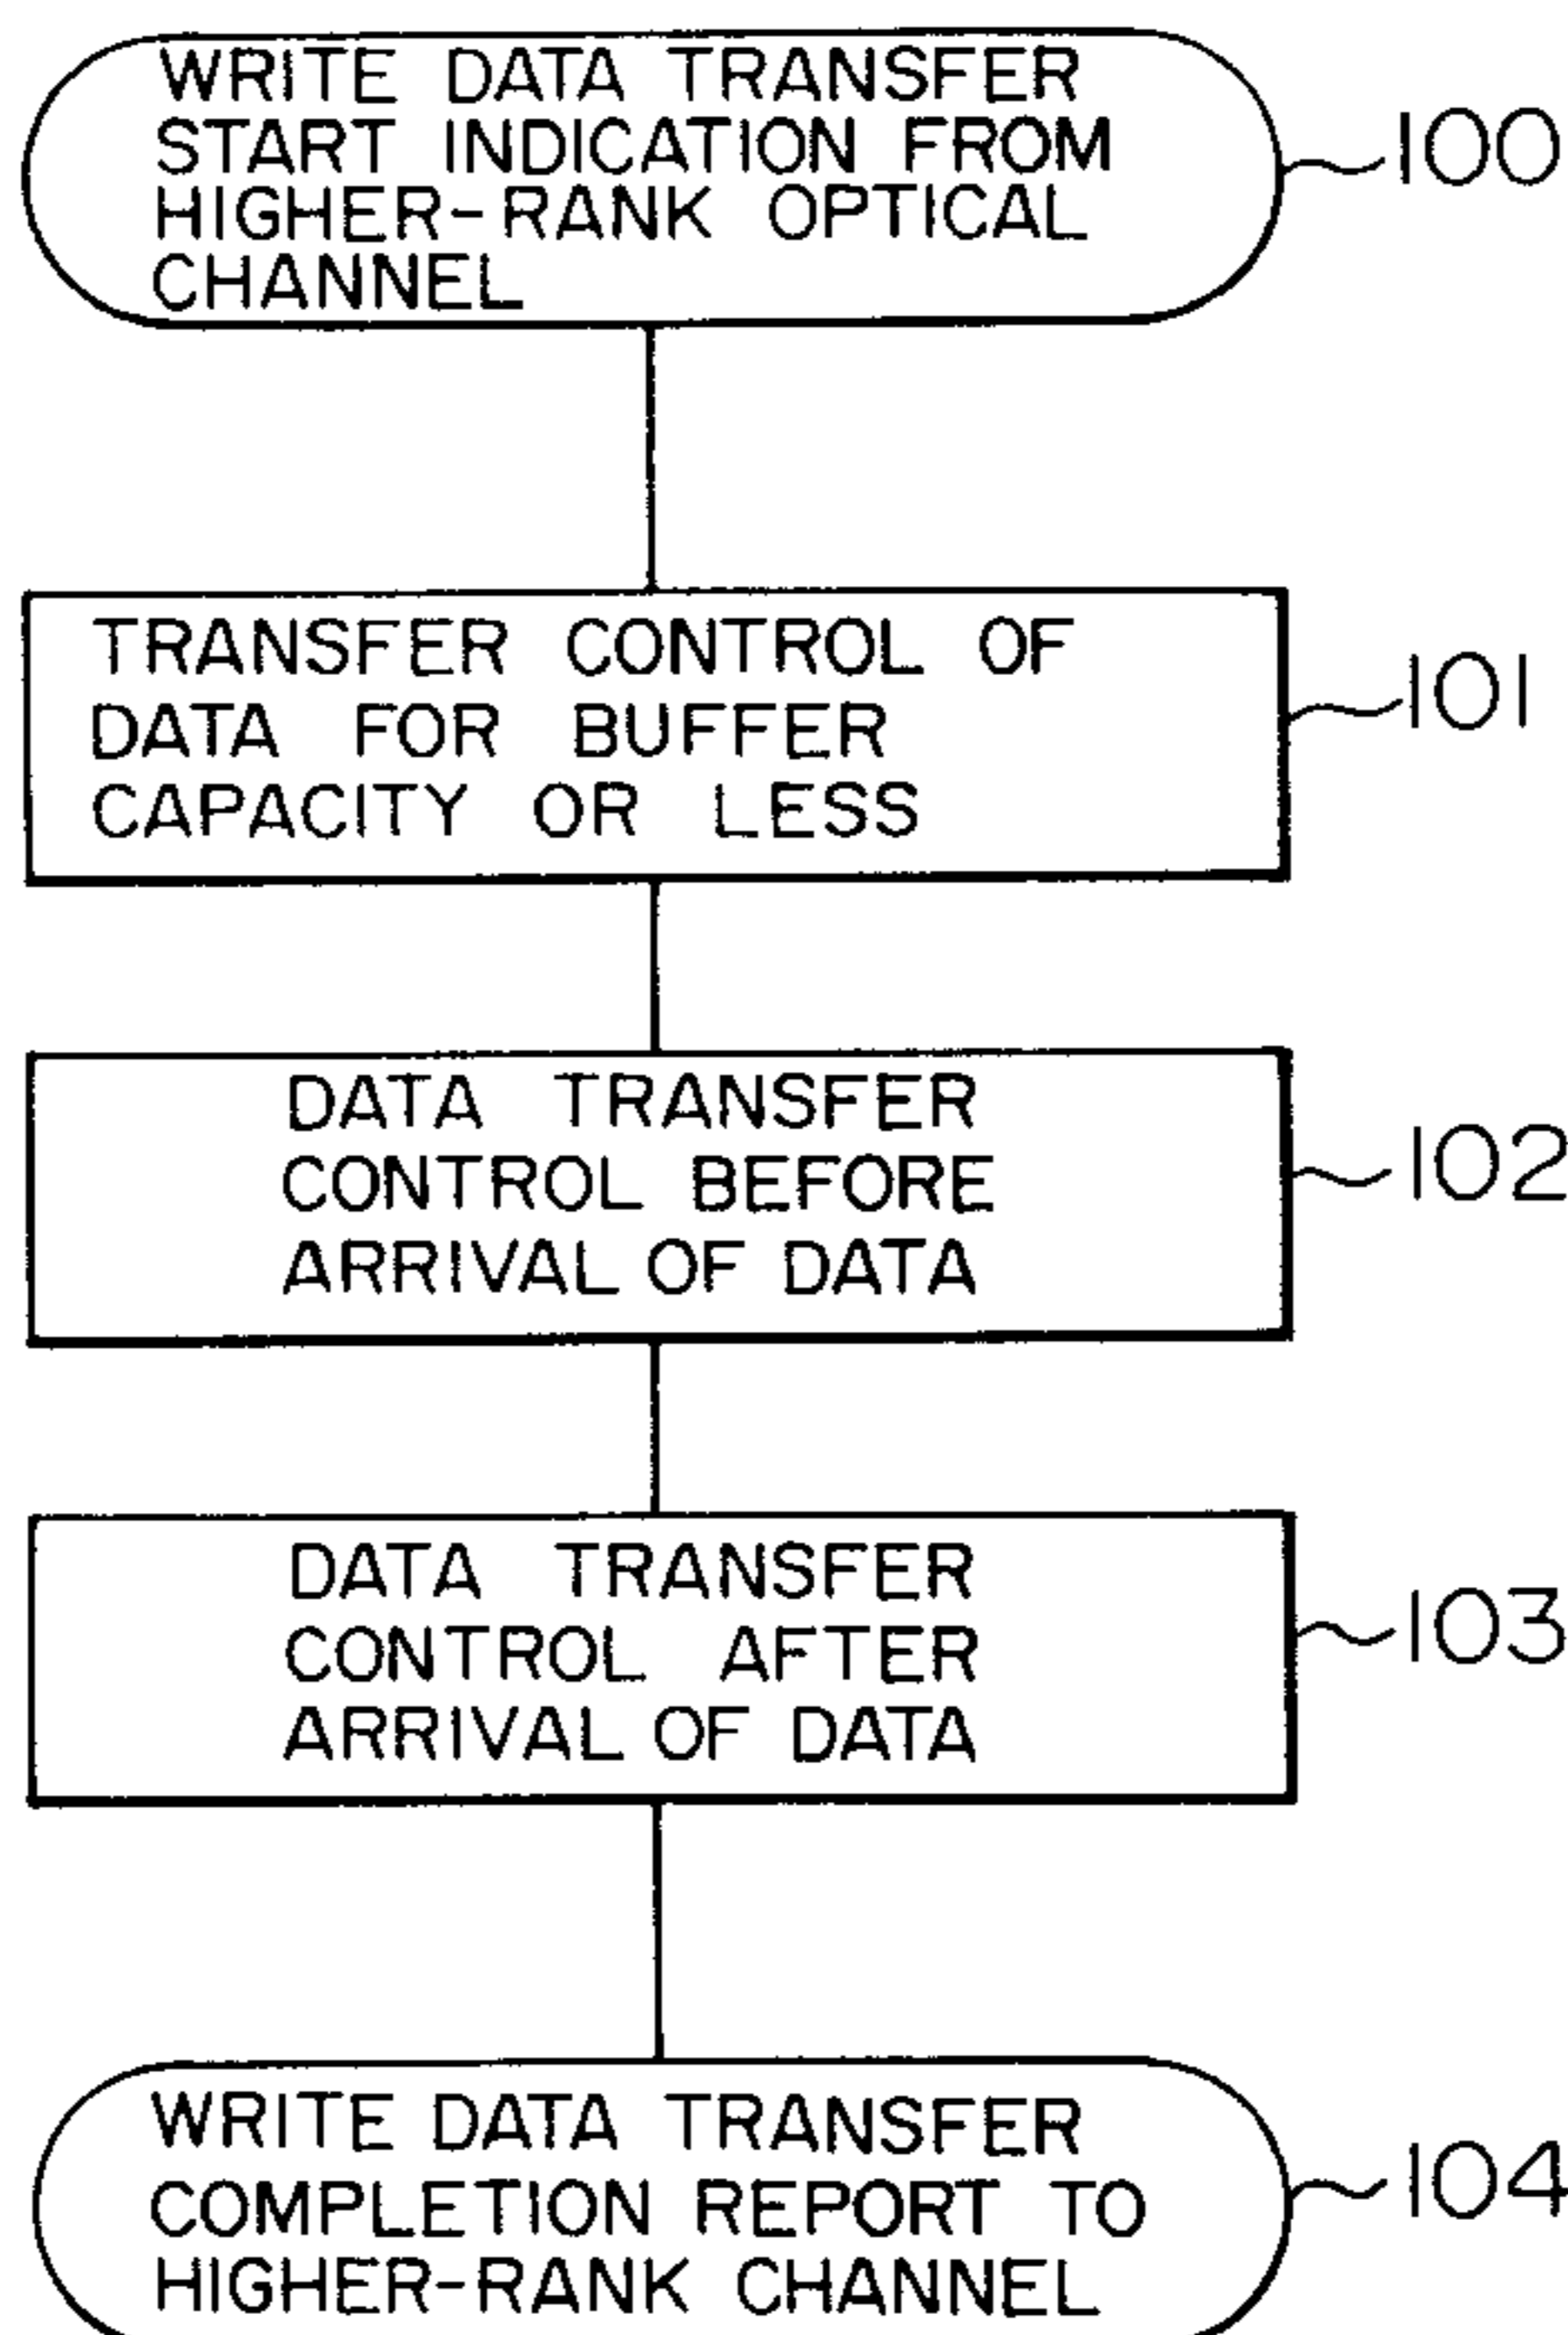 WRITE DATA TRANSFER
START INDICATION FROM
HIGHER-RANK OPTICAL
CHANNEL
100
TRANSFER CONTROL OF
DATA FOR BUFFER
CAPACITY OR LESS
101
DATA TRANSFER
CONTROL BEFORE
ARRIVAL OF DATA
102
DATA TRANSFER
CONTROL AFTER
ARRIVAL OF DATA
103
WRITE DATA TRANSFER
COMPLETION REPORT TO
HIGHER-RANK CHANNEL
104